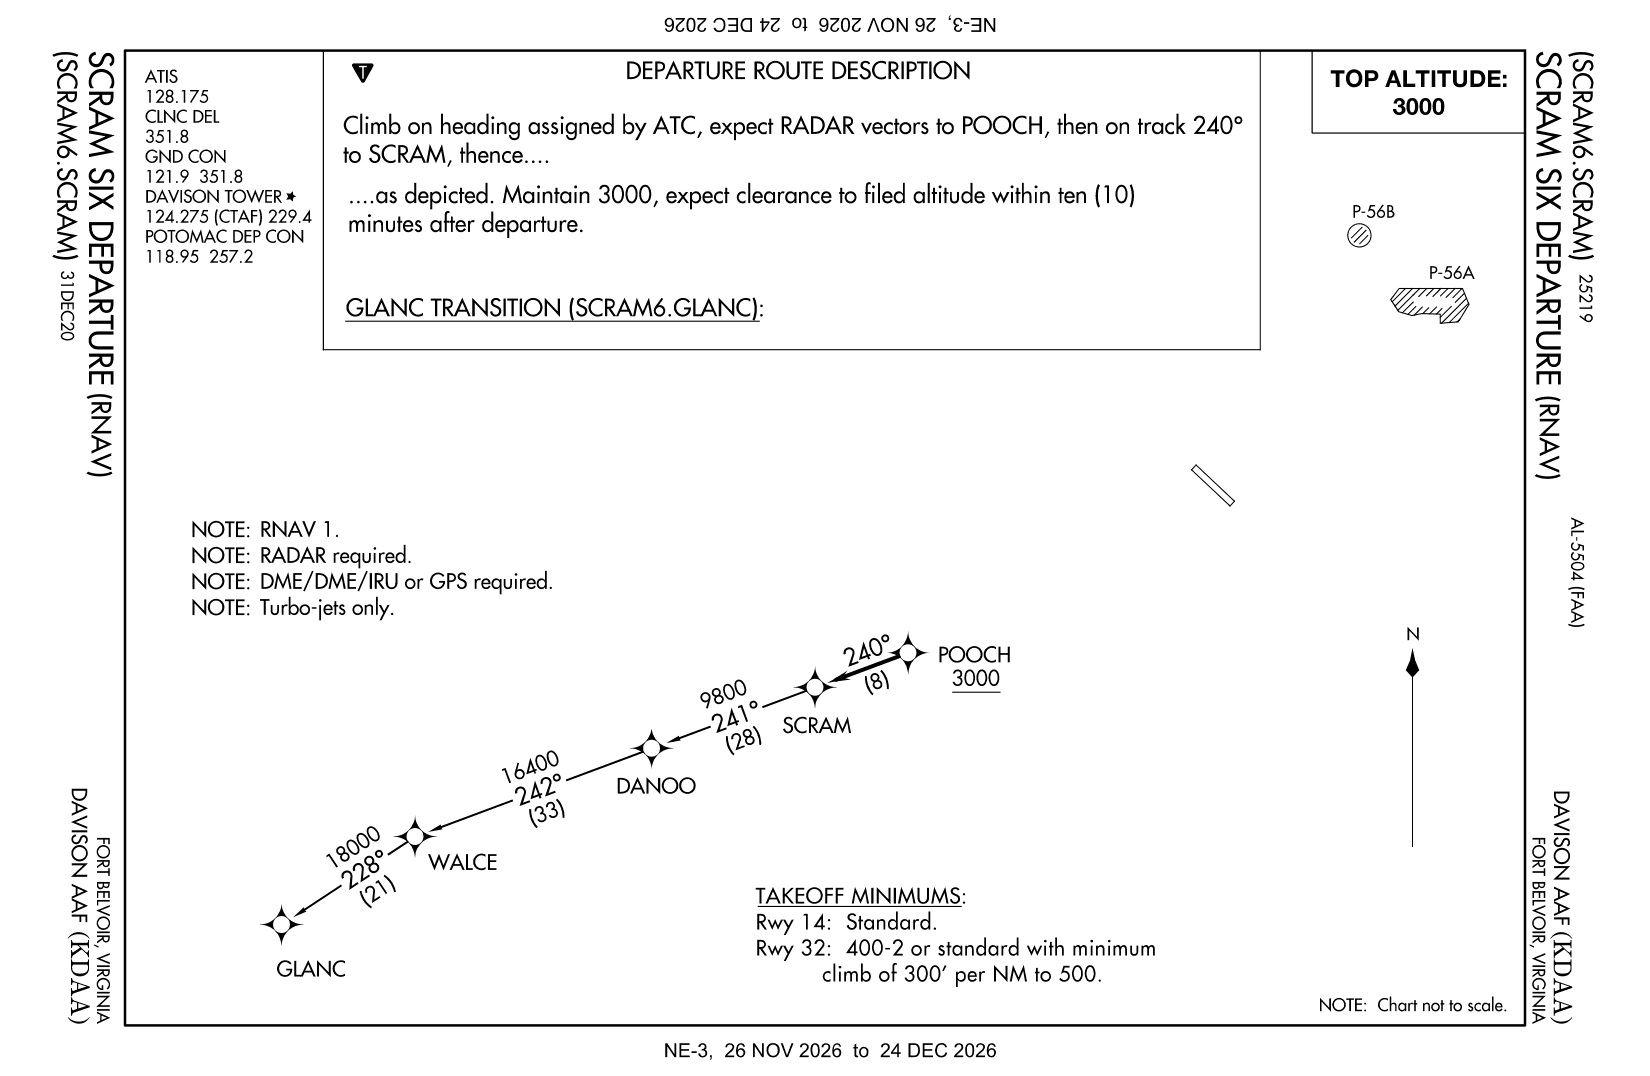 NE-3, 26 NOV 2026 to 24 DEC 2026
SCRAM SIX DEPARTURE (RNAV)
(SCRAM6.SCRAM) 31DEC20
ATIS
128.175
CLNC DEL
351.8
GND CON
121.9 351.8
DAVISON TOWER ★
124.275 (CTAF) 229.4
POTOMAC DEP CON
118.95 257.2
T
DEPARTURE ROUTE DESCRIPTION
Climb on heading assigned by ATC, expect RADAR vectors to POOCH, then on track 240°
to SCRAM, thence....
....as depicted. Maintain 3000, expect clearance to filed altitude within ten (10)
minutes after departure.
GLANC TRANSITION (SCRAM6.GLANC):
TOP ALTITUDE:
3000
P-56B
P-56A
(SCRAM6.SCRAM) 25219
SCRAM SIX DEPARTURE (RNAV)
AL-5504 (FAA)
NOTE: RNAV 1.
NOTE: RADAR required.
NOTE: DME/DME/IRU or GPS required.
NOTE: Turbo-jets only.
N
240°
(8)
POOCH
3000
9800
241°
(28)
SCRAM
16400
242°
(33)
DANOO
18000
228°
(21)
WALCE
GLANC
TAKEOFF MINIMUMS:
Rwy 14: Standard.
Rwy 32: 400-2 or standard with minimum
climb of 300' per NM to 500.
NOTE: Chart not to scale.
FORT BELVOIR, VIRGINIA
DAVISON AAF (KDAA)
DAVISON AAF (KDAA)
FORT BELVOIR, VIRGINIA
NE-3, 26 NOV 2026 to 24 DEC 2026